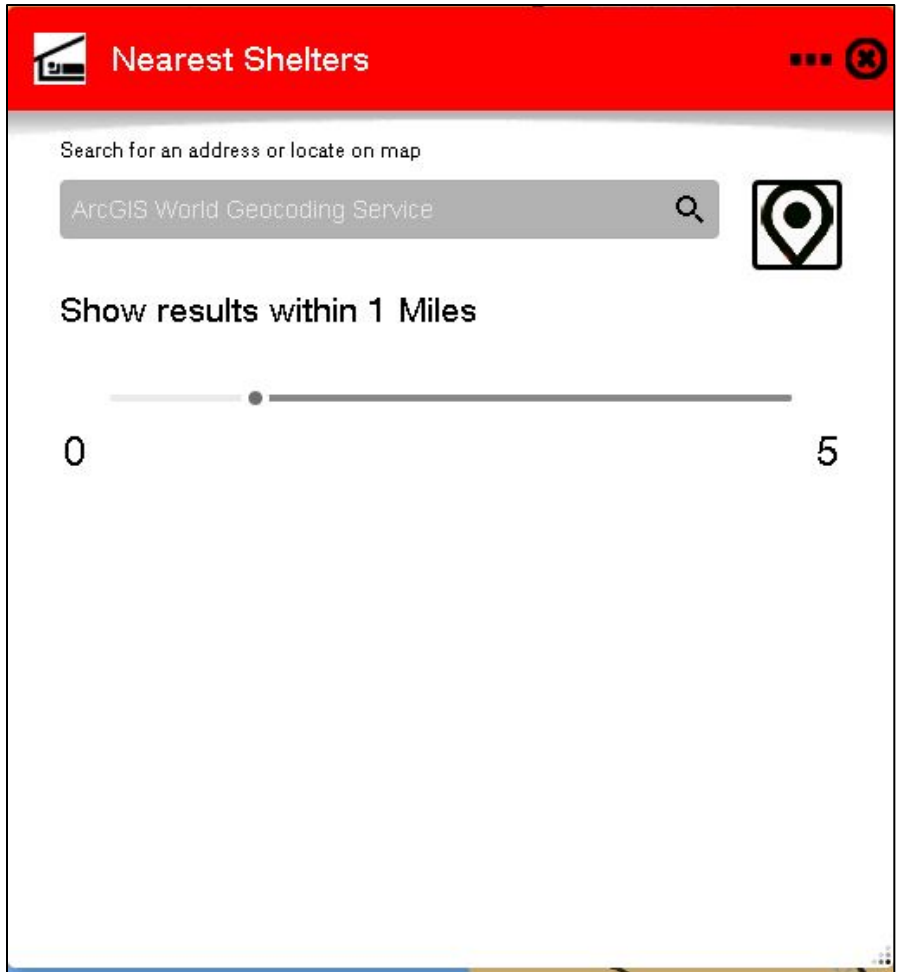 Nearest Shelters
Search for an address or locate on map
ArcGIS World Geocoding Service
Show results within 1 Miles
0 5